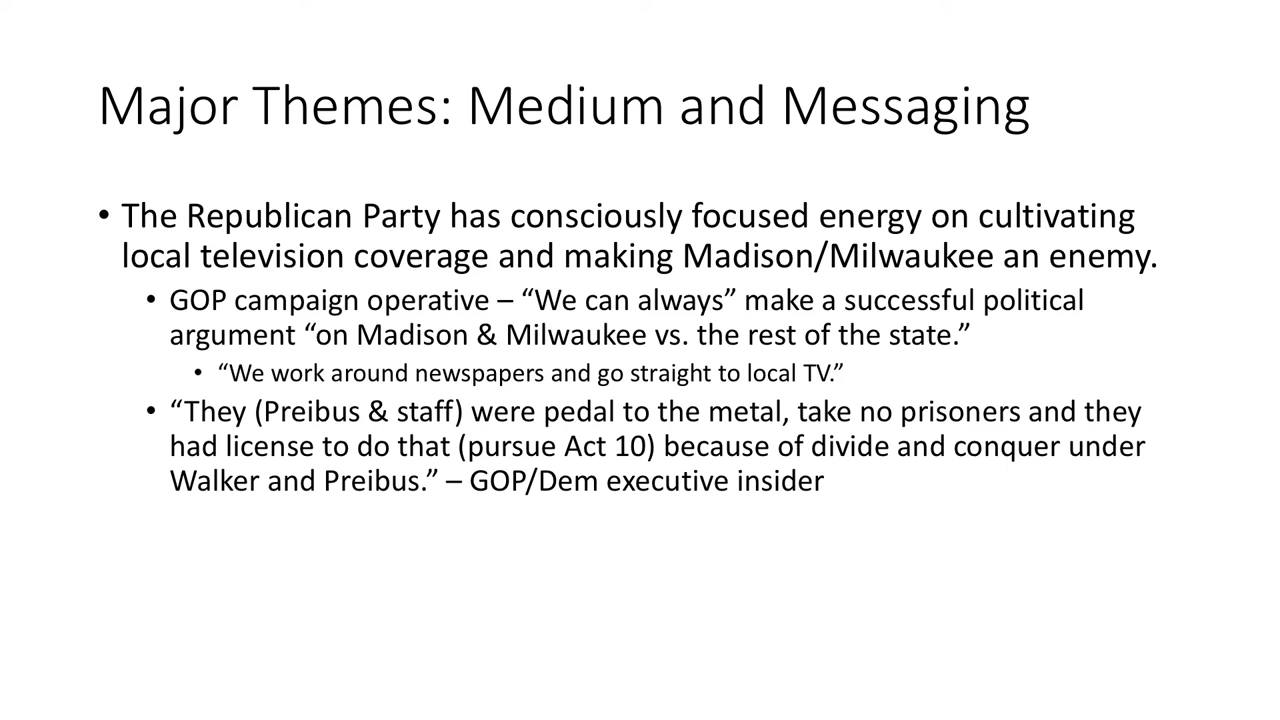 Major Themes: Medium and Messaging
• The Republican Party has consciously focused energy on cultivating
local television coverage and making Madison/Milwaukee an enemy.
• GOP campaign operative – “We can always” make a successful political
argument “on Madison & Milwaukee vs. the rest of the state.”
• “We work around newspapers and go straight to local TV.”
• “They (Preibus & staff) were pedal to the metal, take no prisoners and they
had license to do that (pursue Act 10) because of divide and conquer under
Walker and Preibus.” – GOP/Dem executive insider